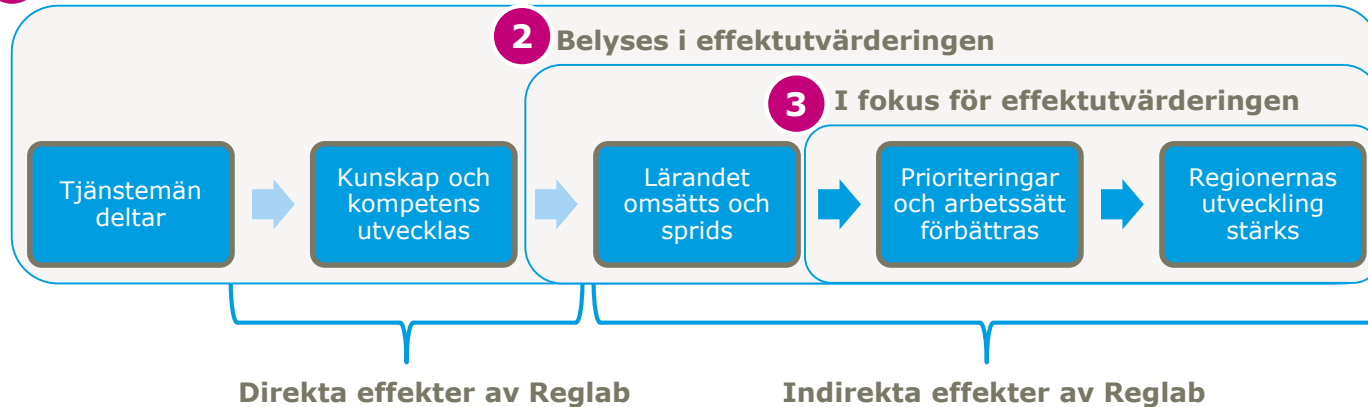 2 Belyses i effektutvärderingen
3 I fokus för effektutvärderingen
Tjänstemän
deltar
Kunskap och
kompetens
utvecklas
Lärandet
omsätts och
sprids
Prioriteringar
och arbetssätt
förbättras
Regionernas
utveckling
stärks
Direkta effekter av Reglab
Indirekta effekter av Reglab